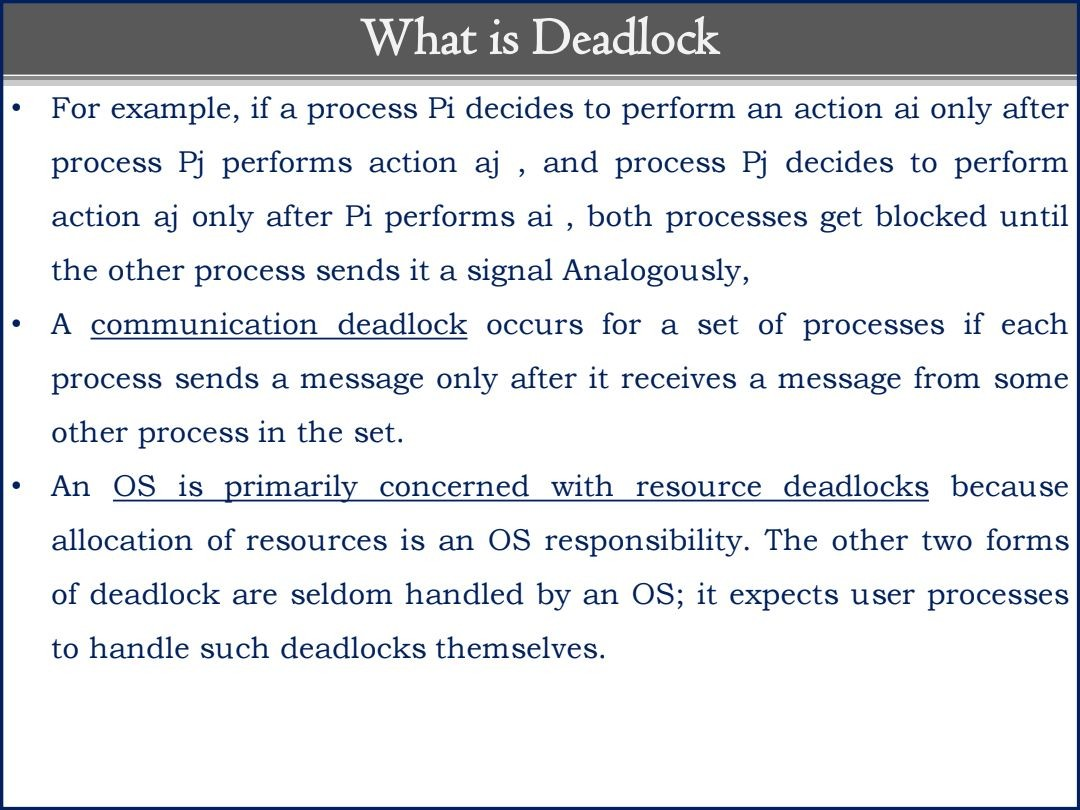 What is Deadlock
• For example, if a process Pi decides to perform an action ai only after
process Pj performs action aj , and process Pj decides to perform
action aj only after Pi performs ai , both processes get blocked until
the other process sends it a signal Analogously,
• A communication deadlock occurs for a set of processes if each
process sends a message only after it receives a message from some
other process in the set.
• An OS is primarily concerned with resource deadlocks because
allocation of resources is an OS responsibility. The other two forms
of deadlock are seldom handled by an OS; it expects user processes
to handle such deadlocks themselves.